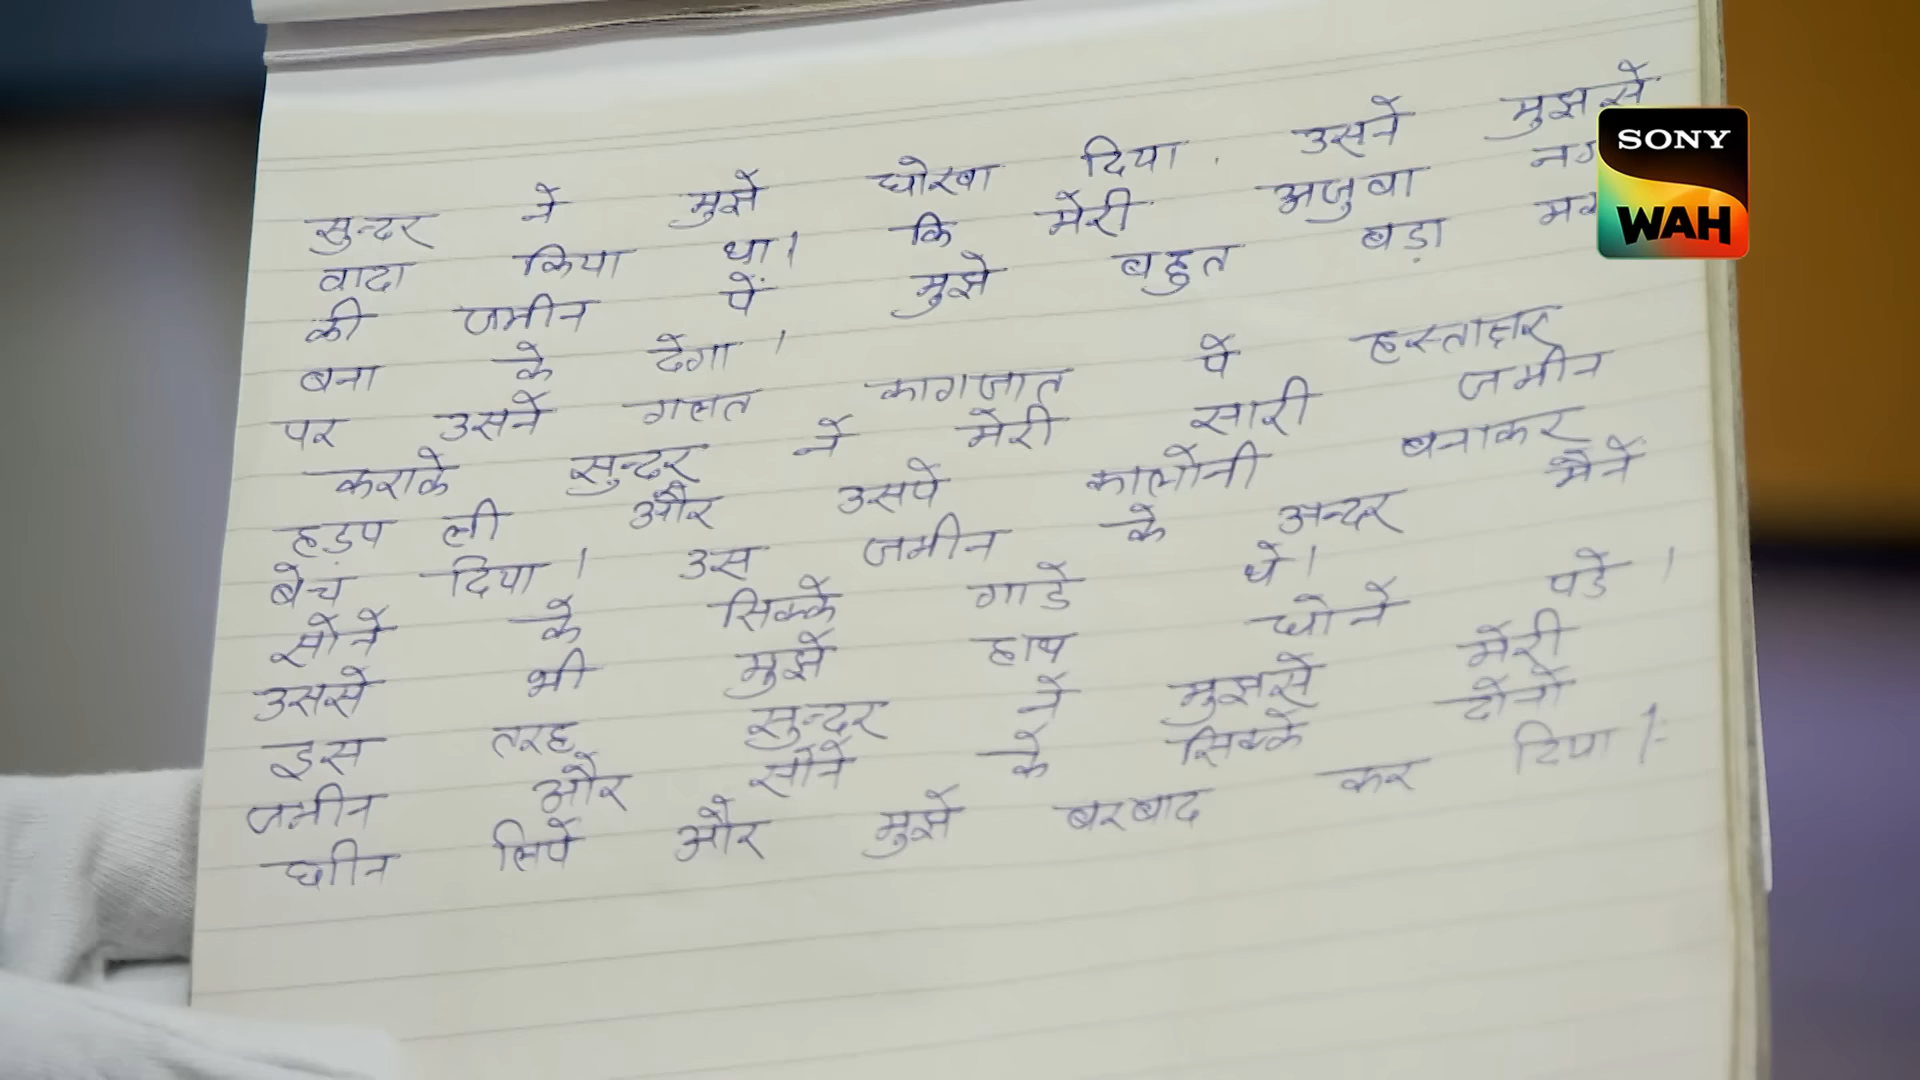 सुन्दर ने मुझे धोखा दिया. उसने मुझसे
वादा किया था। कि मेरी अजुबा
की जमीन पें मुझे बहुत बड़ा
बना के देगा।
पर उसने गलत कागजात पे हस्ताक्षर
कराके सुन्दर ने मेरी सारी जमीन
हड़प ली और उसपे कालोनी बनाकर
बेच दिया। उस जमीन के अन्दर मैने
सोने के सिक्के गाडे थे।
उससे भी मुझे हाथ धोने पडे।
इस तरह सुन्दर ने मुझसे मेरी
जमीन और सोने के सिक्के दोनो
छीन लिये और मुझे बरबाद कर दिया।
SONY
WAH